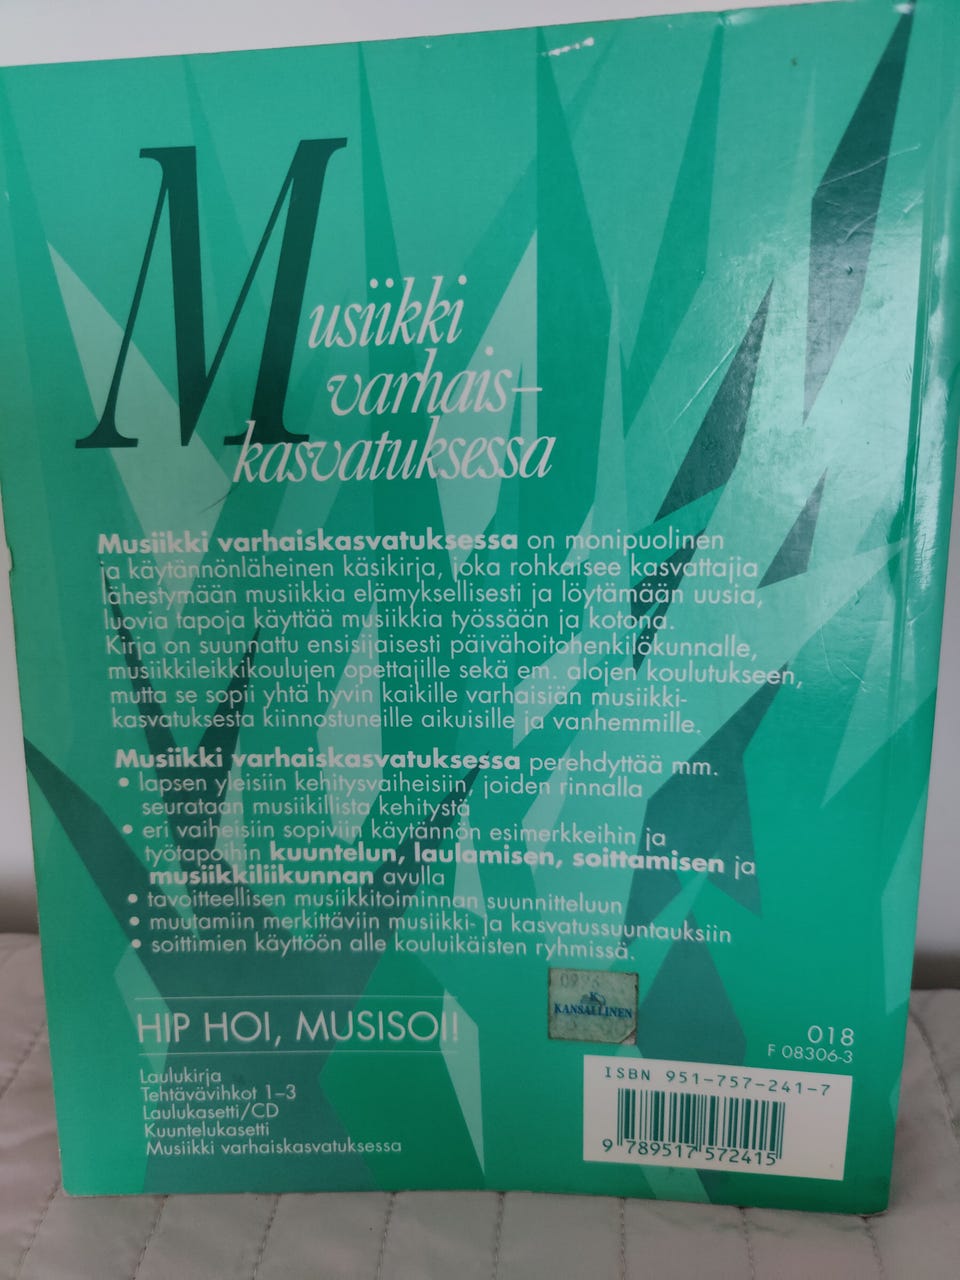 Musiikki
varhais-
kasvatuksessa
Musiikki varhaiskasvatuksessa on monipuolinen
ja käytännönläheinen käsikirja, joka rohkaisee kasvattajia
lähestymään musiikkia elämyksellisesti ja löytämään uusia,
luovia tapoja käyttää musiikkia työssään ja kotona.
Kirja on suunnattu ensisijaisesti päivähoitohenkilökunnalle,
musiikkileikkikoulujen opettajille sekä em. alojen koulutukseen,
mutta se sopii yhtä hyvin kaikille varhaisiän musiikki-
kasvatuksesta kiinnostuneille aikuisille ja vanhemmille.
Musiikki varhaiskasvatuksessa perehdyttää mm.
• lapsen yleisiin kehitysvaiheisiin, joiden rinnalla
seurataan musiikillista kehitystä
• eri vaiheisiin sopiviin käytännön esimerkkeihin ja
työtapoihin kuuntelun, laulamisen, soittamisen ja
musiikkiliikunnan avulla
• tavoitteellisen musiikkitoiminnan suunnitteluun
• muutamiin merkittäviin musiikki- ja kasvatussuuntauksiin
• soittimien käyttöön alle kouluikäisten ryhmissä.
K
KANSALLINEN
HIP HOI, MUSISOI!
Laulukirja
Tehtävävihkot 1–3
Laulukasetti/CD
Kuuntelukasetti
Musiikki varhaiskasvatuksessa
018
F 08306-3
ISBN 951-757-241-7
9 789517 572415